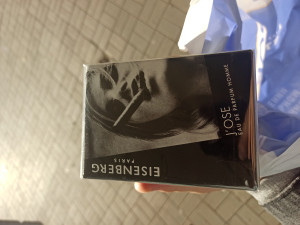 J'OSE
EAU DE PARFUM HOMME
EISENBERG
PARIS